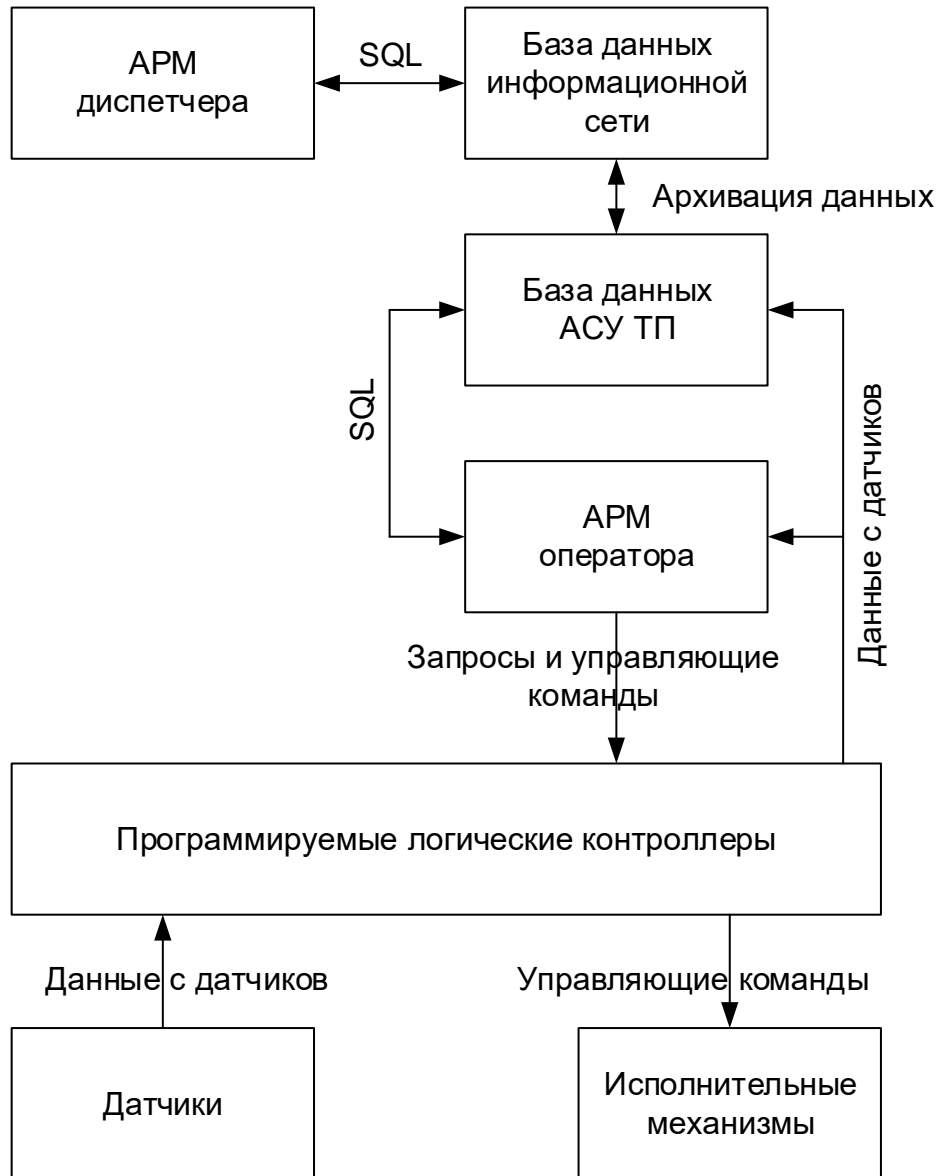 АРМ
диспетчера
SQL
База данных
информационной
сети
Архивация данных
База данных
АСУ ТП
SQL
Данные с датчиков
АРМ
оператора
Запросы и управляющие
команды
Программируемые логические контроллеры
Данные с датчиков
Управляющие команды
Датчики
Исполнительные
механизмы